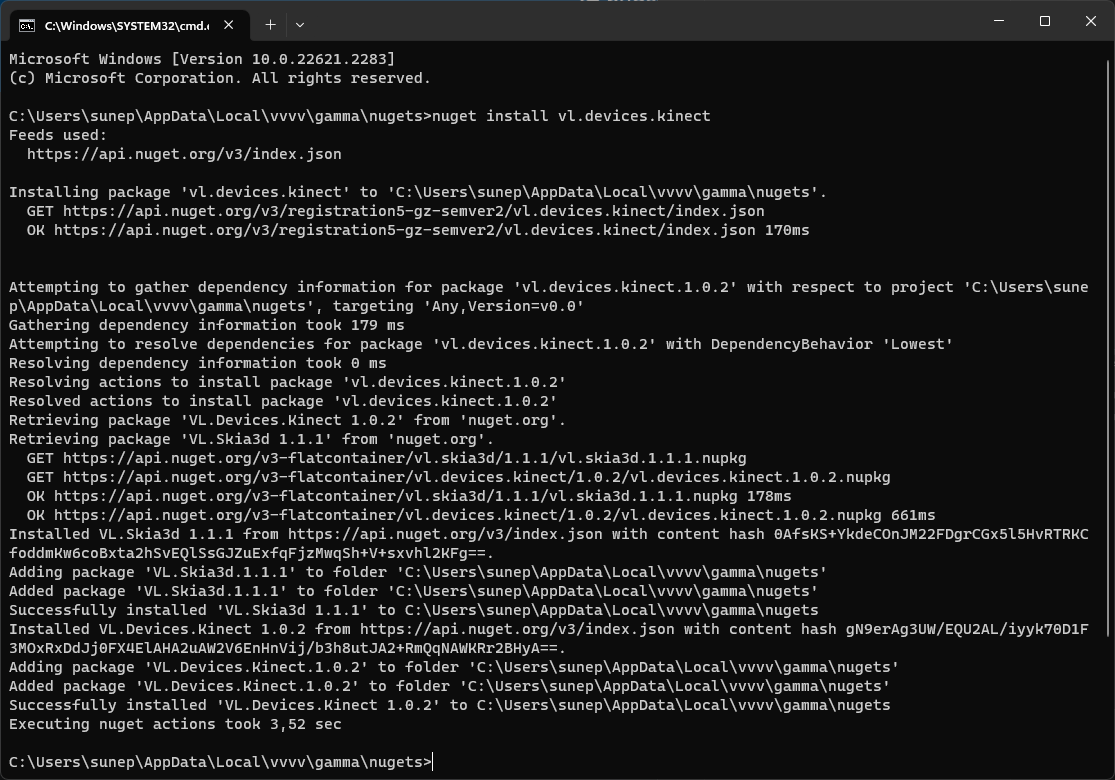 C:\Windows\SYSTEM32\cmd.e
Microsoft Windows [Version 10.0.22621.2283]
(c) Microsoft Corporation. All rights reserved.
C:\Users\sunep\AppData\Local\vvvv\gamma\nugets>nuget install vl.devices.kinect
Feeds used:
https://api.nuget.org/v3/index.json
Installing package 'vl.devices.kinect' to 'C:\Users\sunep\AppData\Local\vvvv\gamma\nugets'.
GET https://api.nuget.org/v3/registration5-gz-semver2/vl.devices.kinect/index.json
OK https://api.nuget.org/v3/registration5-gz-semver2/vl.devices.kinect/index.json 170ms
Attempting to gather dependency information for package 'vl.devices.kinect.1.0.2' with respect to project 'C:\Users\sune
p\AppData\Local\vvvv\gamma\nugets', targeting 'Any,Version=v0.0'
Gathering dependency information took 179 ms
Attempting to resolve dependencies for package 'vl.devices.kinect.1.0.2' with DependencyBehavior 'Lowest'
Resolving dependency information took 0 ms
Resolving actions to install package 'vl.devices.kinect.1.0.2'
Resolved actions to install package 'vl.devices.kinect.1.0.2'
Retrieving package 'VL.Devices.Kinect 1.0.2' from 'nuget.org'.
Retrieving package 'VL.Skia3d 1.1.1' from 'nuget.org'.
GET https://api.nuget.org/v3-flatcontainer/vl.skia3d/1.1.1/vl.skia3d.1.1.1.nupkg
GET https://api.nuget.org/v3-flatcontainer/vl.devices.kinect/1.0.2/vl.devices.kinect.1.0.2.nupkg
OK https://api.nuget.org/v3-flatcontainer/vl.skia3d/1.1.1/vl.skia3d.1.1.1.nupkg 178ms
OK https://api.nuget.org/v3-flatcontainer/vl.devices.kinect/1.0.2/vl.devices.kinect.1.0.2.nupkg 661ms
Installed VL.Skia3d 1.1.1 from https://api.nuget.org/v3/index.json with content hash 0AfsKS+YkdeCOnJM22FDgrCGx5l5HvRTRKC
foddmKw6coBxta2hSvEQlSsGJZuExfqFjzMwqSh+V+sxvhl2KFg==.
Adding package 'VL.Skia3d.1.1.1' to folder 'C:\Users\sunep\AppData\Local\vvvv\gamma\nugets'
Added package 'VL.Skia3d.1.1.1' to folder 'C:\Users\sunep\AppData\Local\vvvv\gamma\nugets'
Successfully installed 'VL.Skia3d 1.1.1' to C:\Users\sunep\AppData\Local\vvvv\gamma\nugets
Installed VL.Devices.Kinect 1.0.2 from https://api.nuget.org/v3/index.json with content hash gN9erAg3UW/EQU2AL/iyyk70D1F
3MOxRxDdJj0FX4ElAHA2uAW2V6EnHnVij/b3h8utJA2+RmQqNAWKRr2BHyA==.
Adding package 'VL.Devices.Kinect.1.0.2' to folder 'C:\Users\sunep\AppData\Local\vvvv\gamma\nugets'
Added package 'VL.Devices.Kinect.1.0.2' to folder 'C:\Users\sunep\AppData\Local\vvvv\gamma\nugets'
Successfully installed 'VL.Devices.Kinect 1.0.2' to C:\Users\sunep\AppData\Local\vvvv\gamma\nugets
Executing nuget actions took 3,52 sec
C:\Users\sunep\AppData\Local\vvvv\gamma\nugets>